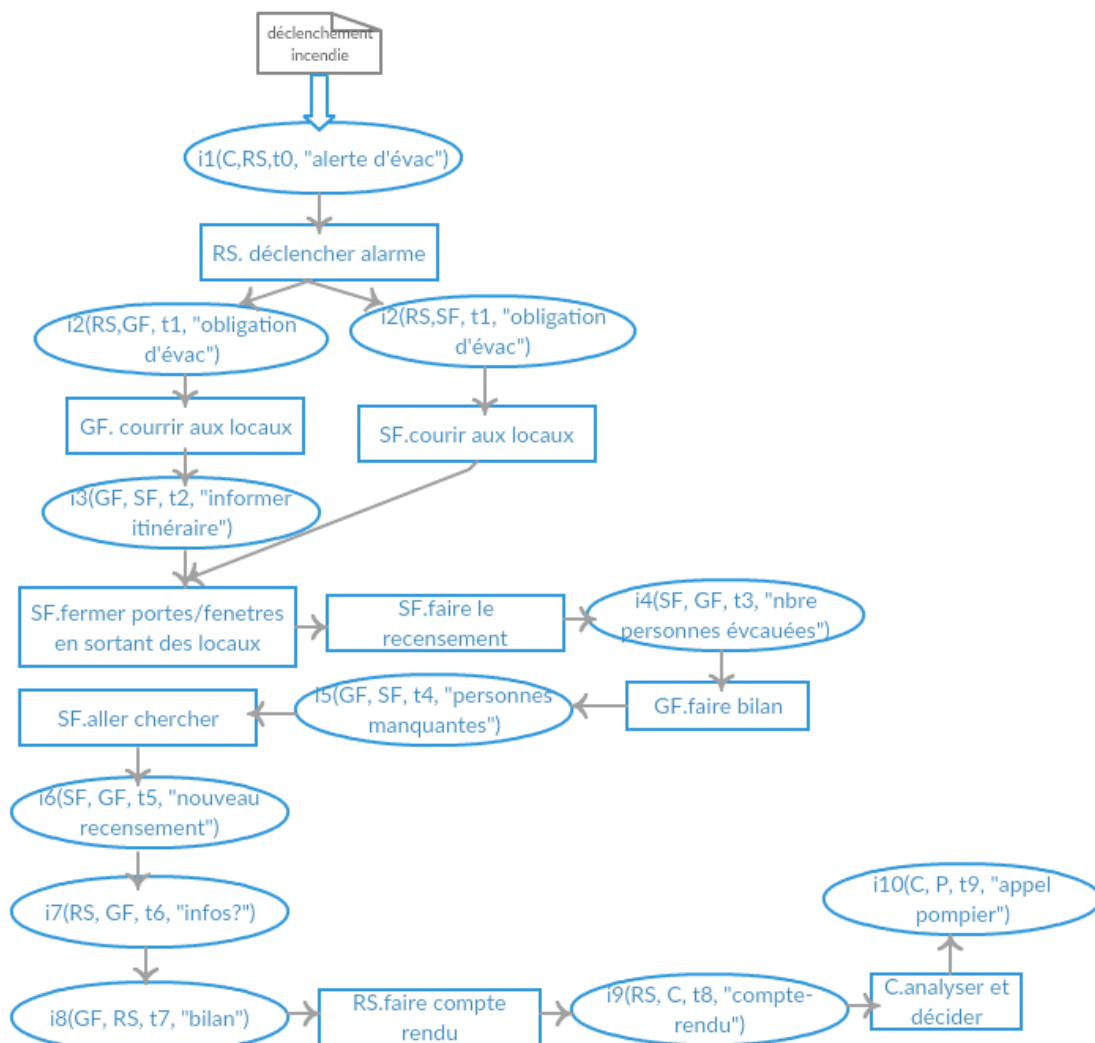 déclenchement
incendie
i1(C,RS,t0, "alerte d'évac")
RS. déclencher alarme
i2(RS,GF, t1, "obligation
d'évac")
i2(RS,SF, t1, "obligation
d'évac")
GF. courrir aux locaux
SF.courir aux locaux
i3(GF, SF, t2, "informer
itinéraire")
SF.fermer portes/fenetres
en sortant des locaux
SF.faire le
recensement
i4(SF, GF, t3, "nbre
personnes évcauées")
GF.faire bilan
i5(GF, SF, t4, "personnes
manquantes")
SF.aller chercher
i6(SF, GF, t5, "nouveau
recensement")
i7(RS, GF, t6, "infos?")
i8(GF, RS, t7, "bilan")
RS.faire compte
rendu
i9(RS, C, t8, "compte-
rendu")
C.analyser et
décider
i10(C, P, t9, "appel
pompier")